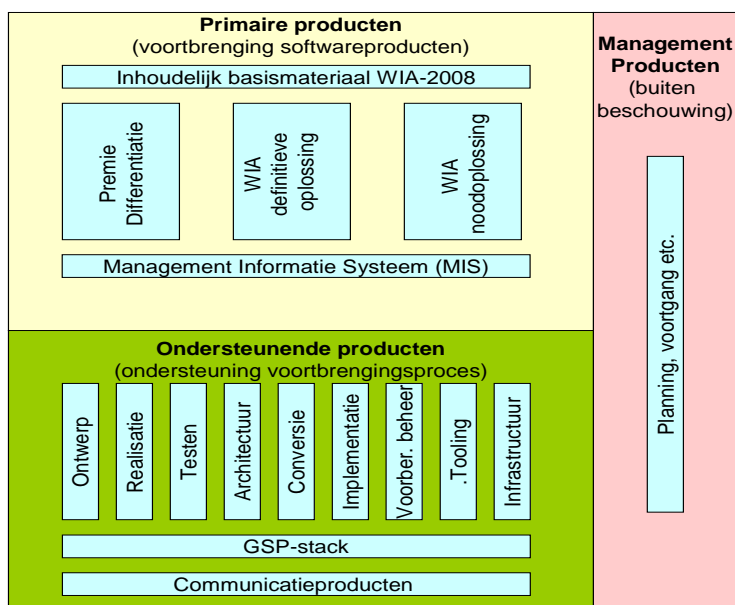 Primaire producten
(voortbrenging softwareproducten)
Inhoudelijk basismateriaal WIA-2008
Premie
Differentiatie
WIA
definitieve
oplossing
WIA
noodoplossing
Management Informatie Systeem (MIS)
Ondersteunende producten
(ondersteuning voortbrengingsproces)
Ontwerp
Realisatie
Testen
Architectuur
Conversie
Implementatie
Voorber. beheer
.Tooling
Infrastructuur
GSP-stack
Communicatieproducten
Management
Producten
(buiten
beschouwing)
Planning, voortgang etc.